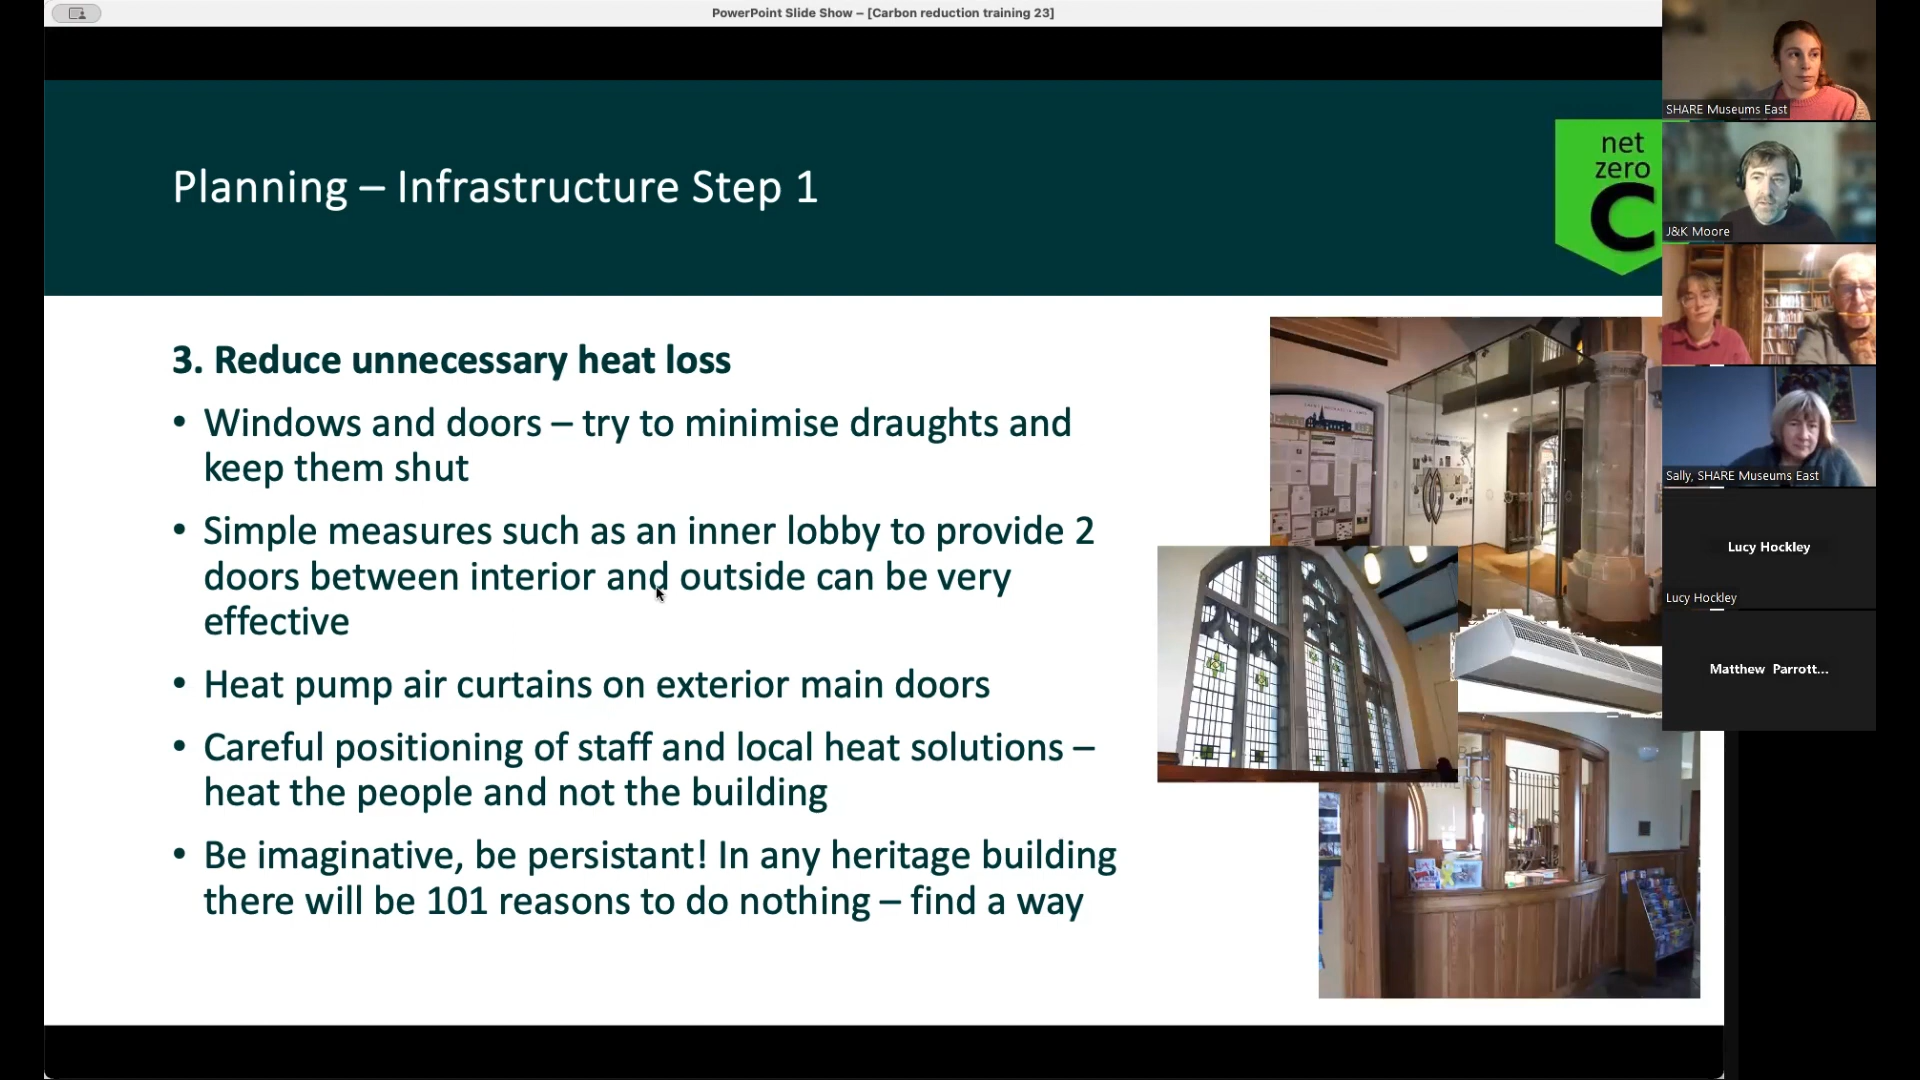 PowerPoint Slide Show – [Carbon reduction training 23]
Planning – Infrastructure Step 1
net
zero
C
3. Reduce unnecessary heat loss
• Windows and doors – try to minimise draughts and
keep them shut
• Simple measures such as an inner lobby to provide 2
doors between interior and outside can be very
effective
• Heat pump air curtains on exterior main doors
• Careful positioning of staff and local heat solutions –
heat the people and not the building
• Be imaginative, be persistant! In any heritage building
there will be 101 reasons to do nothing – find a way
SHARE Museums East
J&K Moore
Sally, SHARE Museums East
Lucy Hockley
Lucy Hockley
Matthew Parrott...